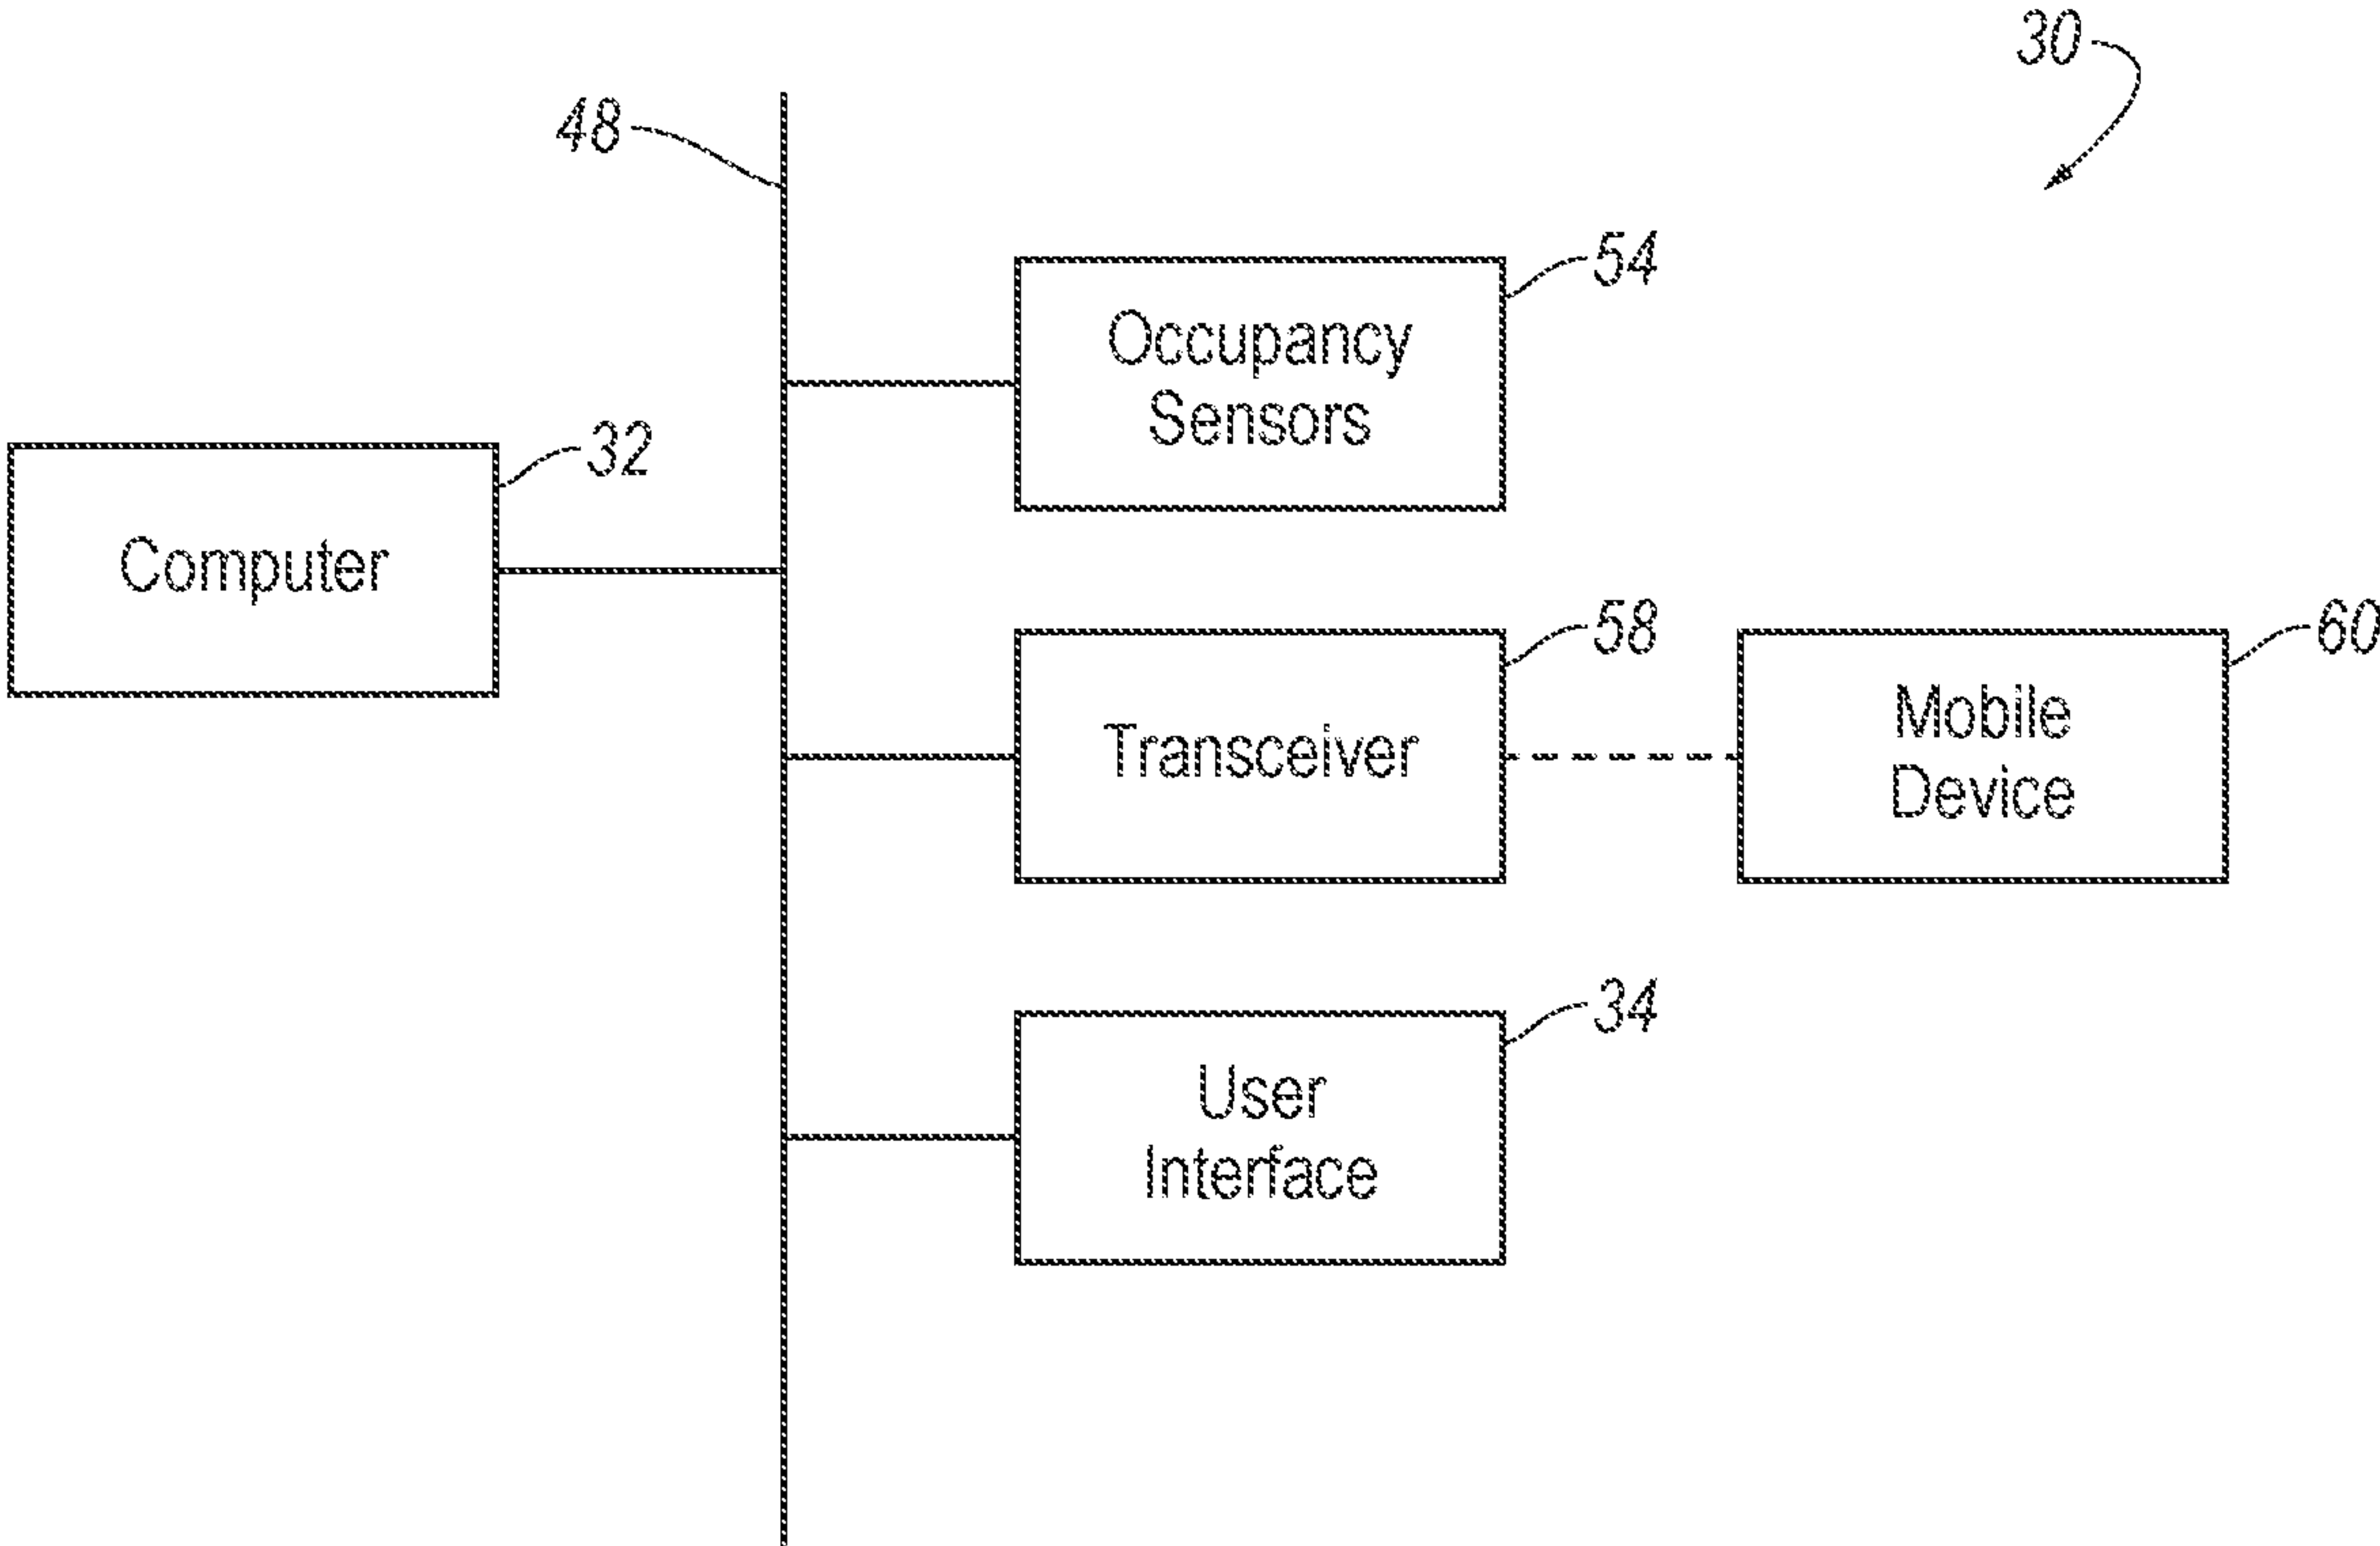 30
48
54
Occupancy
Sensors
32
Computer
58
60
Transceiver
Mobile
Device
34
User
Interface